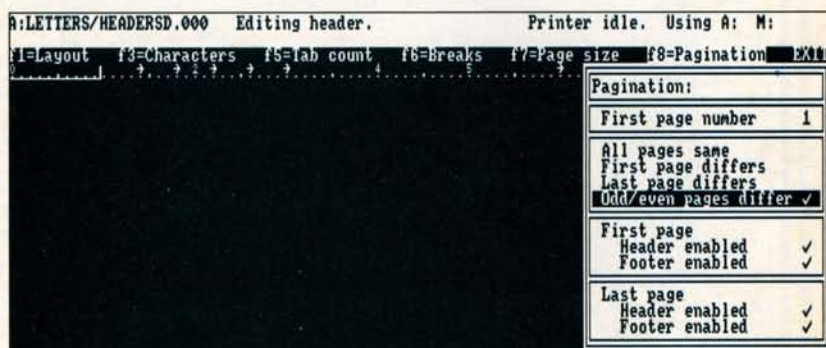 A:LETTERS/HEADERSD.000 Editing header. Printer idle. Using A: M:
f1=Layout f3=Characters f5=Tab count f6=Breaks f7=Page size f8=Pagination EXIT
Pagination:
First page number 1
All pages same
First page differs
Last page differs
Odd/even pages differ ✓
First page
Header enabled ✓
Footer enabled ✓
Last page
Header enabled ✓
Footer enabled ✓